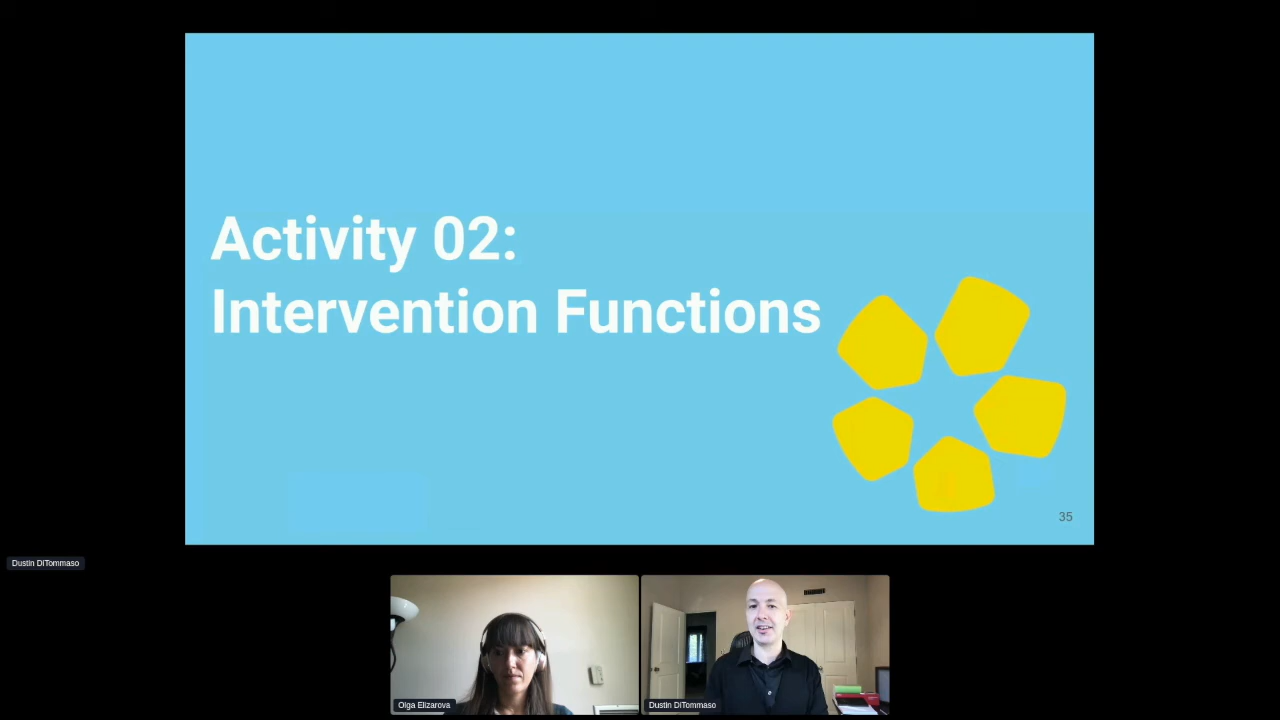 Activity 02:
Intervention Functions
35
Dustin DiTommaso
Olga Elizarova
Dustin DiTommaso